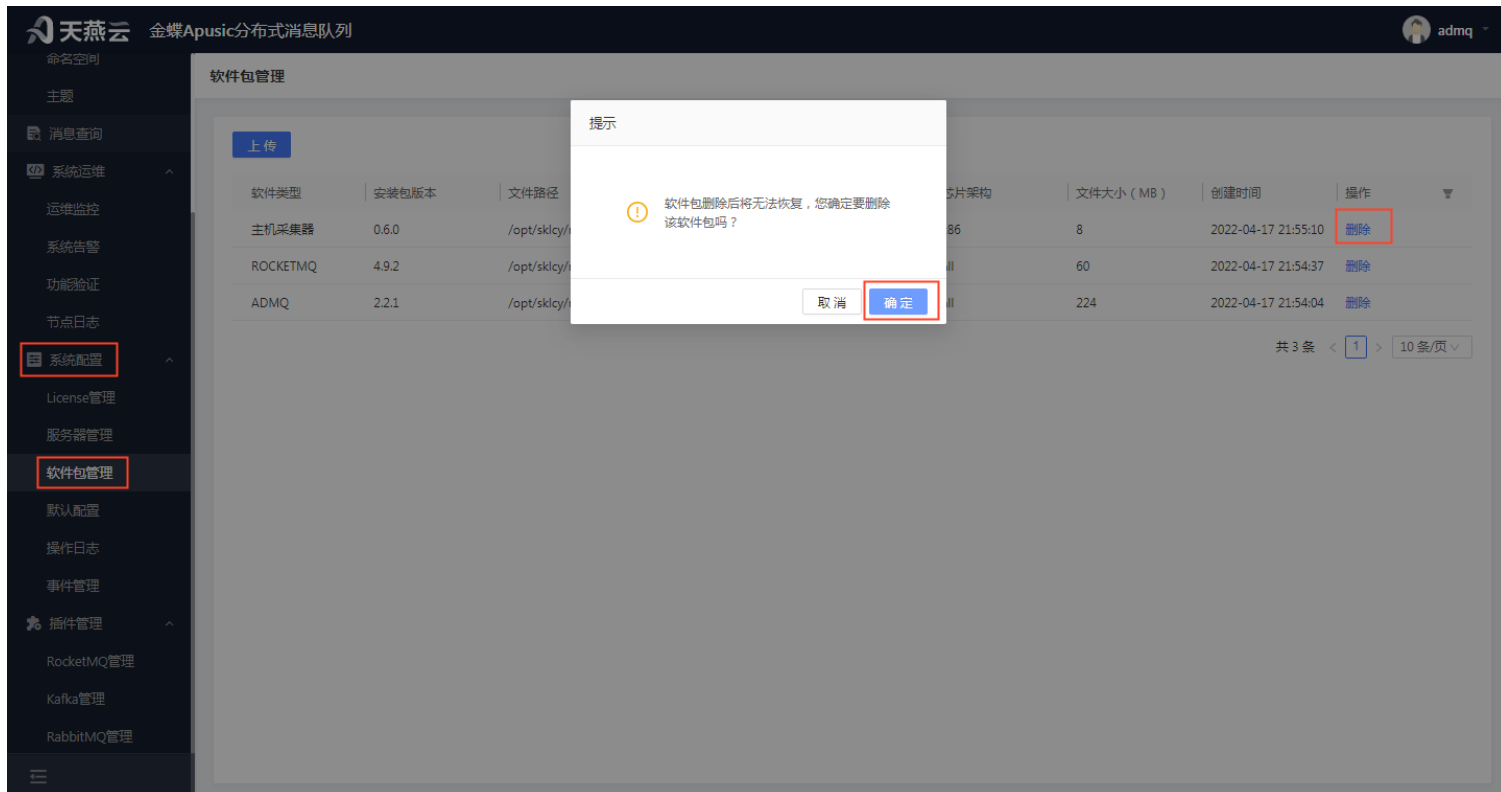 天燕云 金蝶Apusic分布式消息队列 admq
命名空间
主题
消息查询
系统运维
运维监控
系统告警
功能验证
节点日志
系统配置
License管理
服务器管理
软件包管理
默认配置
操作日志
事件管理
插件管理
RocketMQ管理
Kafka管理
RabbitMQ管理
软件包管理
上传
软件类型 安装包版本 文件路径 芯片架构 文件大小（MB） 创建时间 操作
主机采集器 0.6.0 /opt/sklcy/ 86 8 2022-04-17 21:55:10 删除
ROCKETMQ 4.9.2 /opt/sklcy/ all 60 2022-04-17 21:54:37 删除
ADMQ 2.2.1 /opt/sklcy/ all 224 2022-04-17 21:54:04 删除
共 3 条 < 1 > 10 条/页
提示
软件包删除后将无法恢复，您确定要删除
该软件包吗？
取消 确定